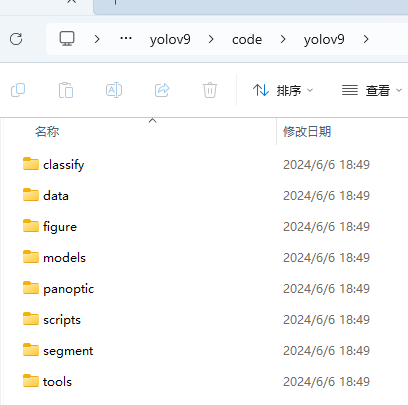 … yolov9 code yolov9
排序 查看
名称 修改日期
classify 2024/6/6 18:49
data 2024/6/6 18:49
figure 2024/6/6 18:49
models 2024/6/6 18:49
panoptic 2024/6/6 18:49
scripts 2024/6/6 18:49
segment 2024/6/6 18:49
tools 2024/6/6 18:49